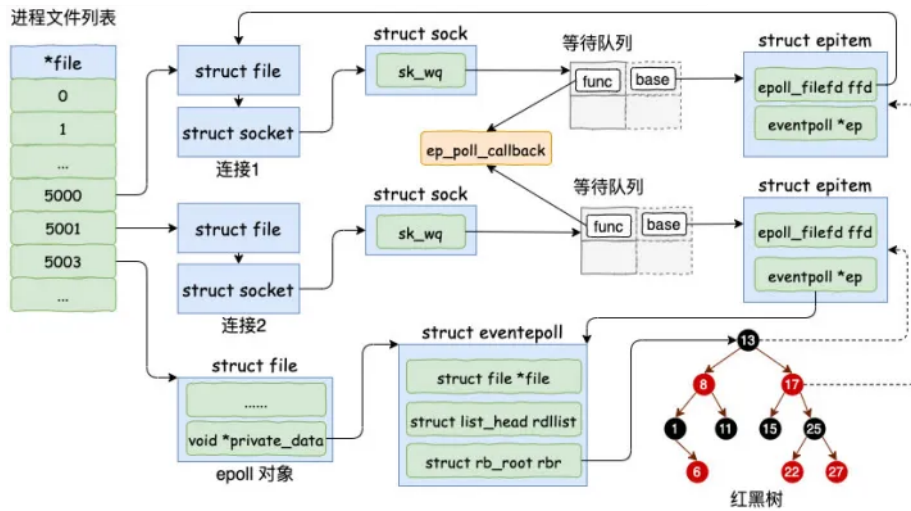 进程文件列表
*file
0
1
...
5000
5001
5003
...
struct file
struct socket
连接1
struct sock
sk_wq
等待队列
func
base
struct epitem
epoll_filefd ffd
eventpoll *ep
ep_poll_callback
struct file
struct socket
连接2
struct sock
sk_wq
等待队列
func
base
struct epitem
epoll_filefd ffd
eventpoll *ep
struct file
......
void *private_data
epoll 对象
struct eventepoll
struct file *file
struct list_head rdllist
struct rb_root rbr
13
8
17
1
11
15
25
6
22
27
红黑树